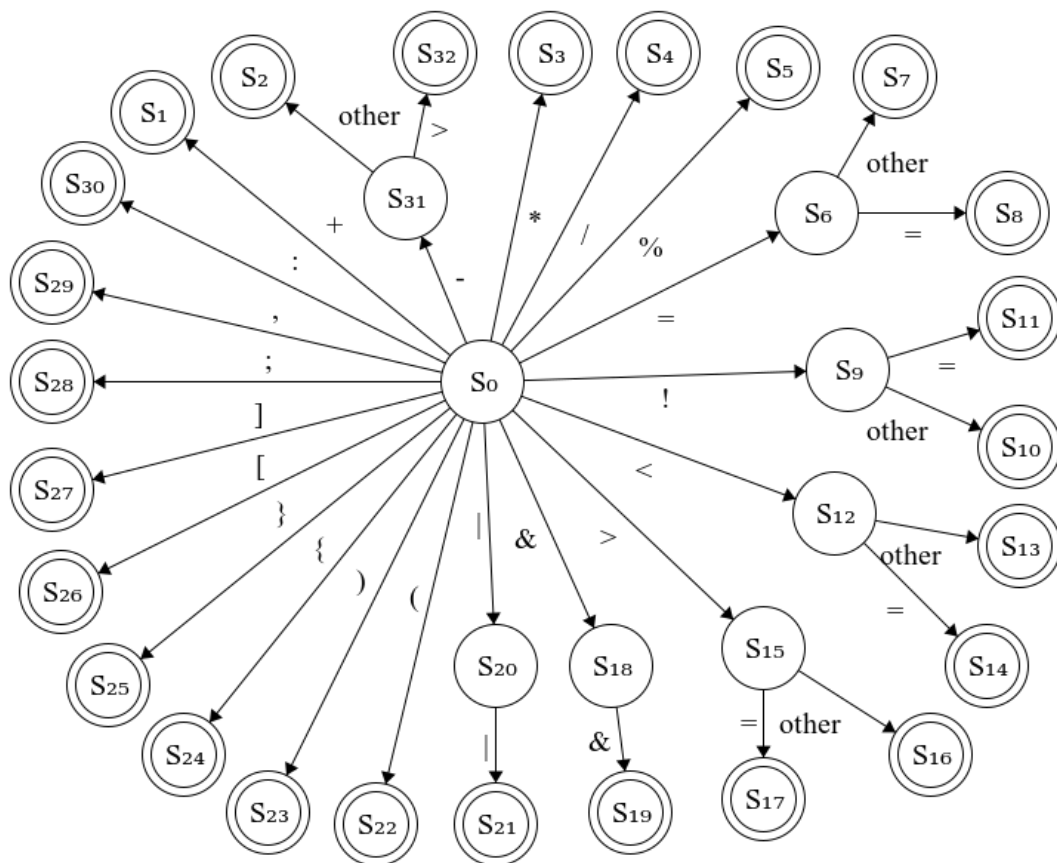 S₃₂
S₃
S₄
S₂
S₅
S₇
S₁
other
>
other
S₃₀
S₃₁
S₆
S₈
+
*
/
%
=
:
-
S₂₉
,
=
S₁₁
;
S₀
S₉
=
S₂₈
!
]
other
S₁₀
[
<
S₂₇
}
S₁₂
S₁₃
{
|
&
>
other
)
(
S₂₆
=
S₂₀
S₁₈
S₁₅
S₁₄
S₂₅
=
other
|
&
S₂₄
S₁₆
S₂₃
S₂₂
S₂₁
S₁₉
S₁₇